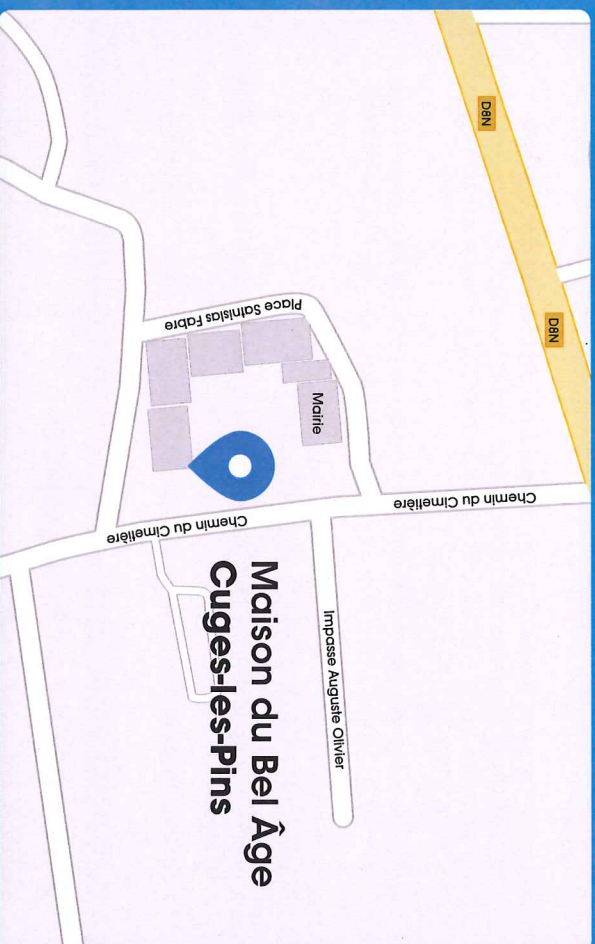 D8N
D8N
Place Satnislas Fabre
Mairie
Chemin du Cimetière
Chemin du Cimetière
Impasse Auguste Olivier
Maison du Bel Âge
Cuges-les-Pins